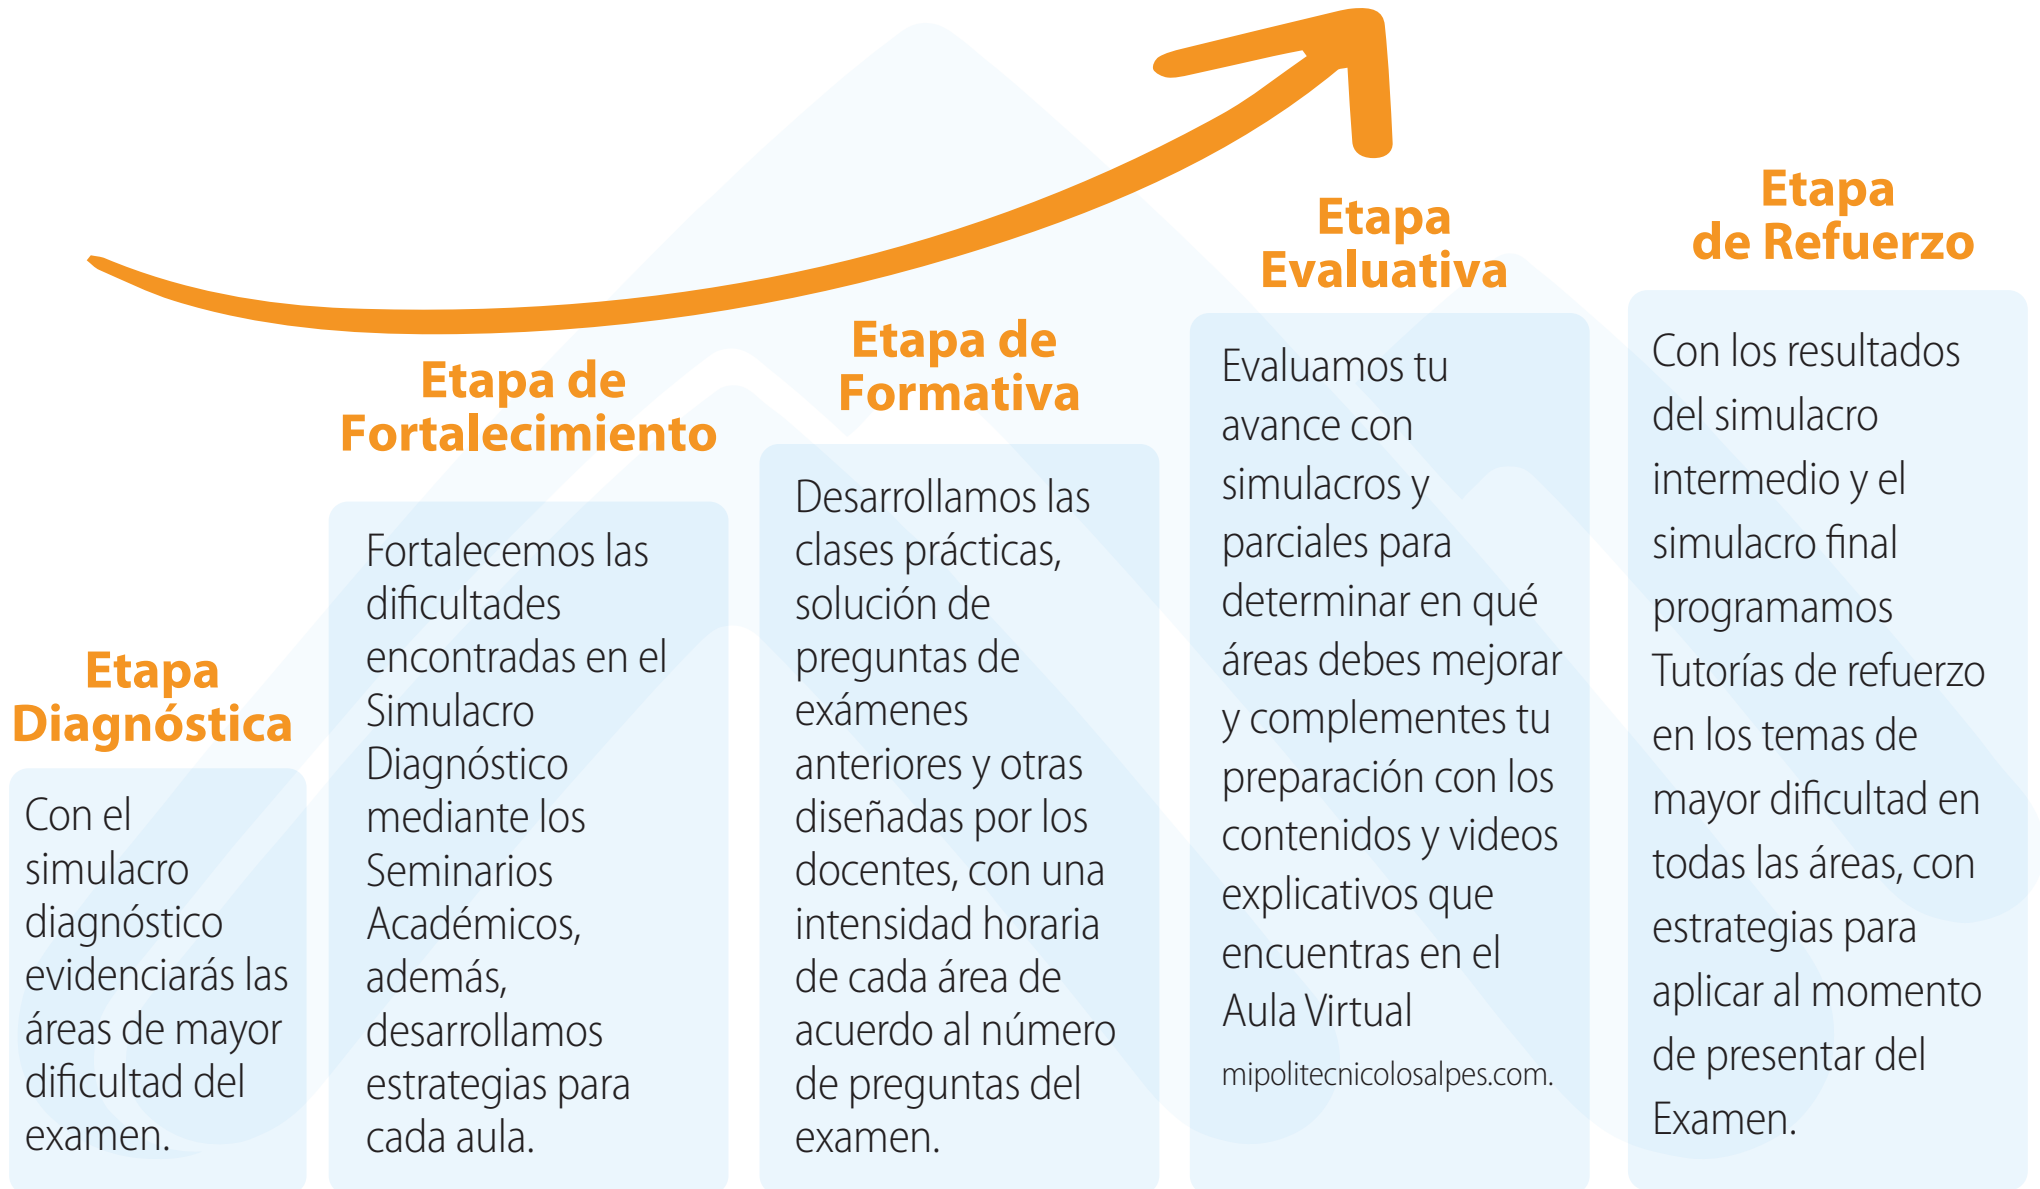 Etapa
Diagnóstica
Con el
simulacro
diagnóstico
evidenciarás las
áreas de mayor
dificultad del
examen.
Etapa de
Fortalecimiento
Fortalecemos las
dificultades
encontradas en el
Simulacro
Diagnóstico
mediante los
Seminarios
Académicos,
además,
desarrollamos
estrategias para
cada aula.
Etapa de
Formativa
Desarrollamos las
clases prácticas,
solución de
preguntas de
exámenes
anteriores y otras
diseñadas por los
docentes, con una
intensidad horaria
de cada área de
acuerdo al número
de preguntas del
examen.
Etapa
Evaluativa
Evaluamos tu
avance con
simulacros y
parciales para
determinar en qué
áreas debes mejorar
y complementes tu
preparación con los
contenidos y videos
explicativos que
encuentras en el
Aula Virtual
mipolitecnicolosalpes.com.
Etapa
de Refuerzo
Con los resultados
del simulacro
intermedio y el
simulacro final
programamos
Tutorías de refuerzo
en los temas de
mayor dificultad en
todas las áreas, con
estrategias para
aplicar al momento
de presentar del
Examen.